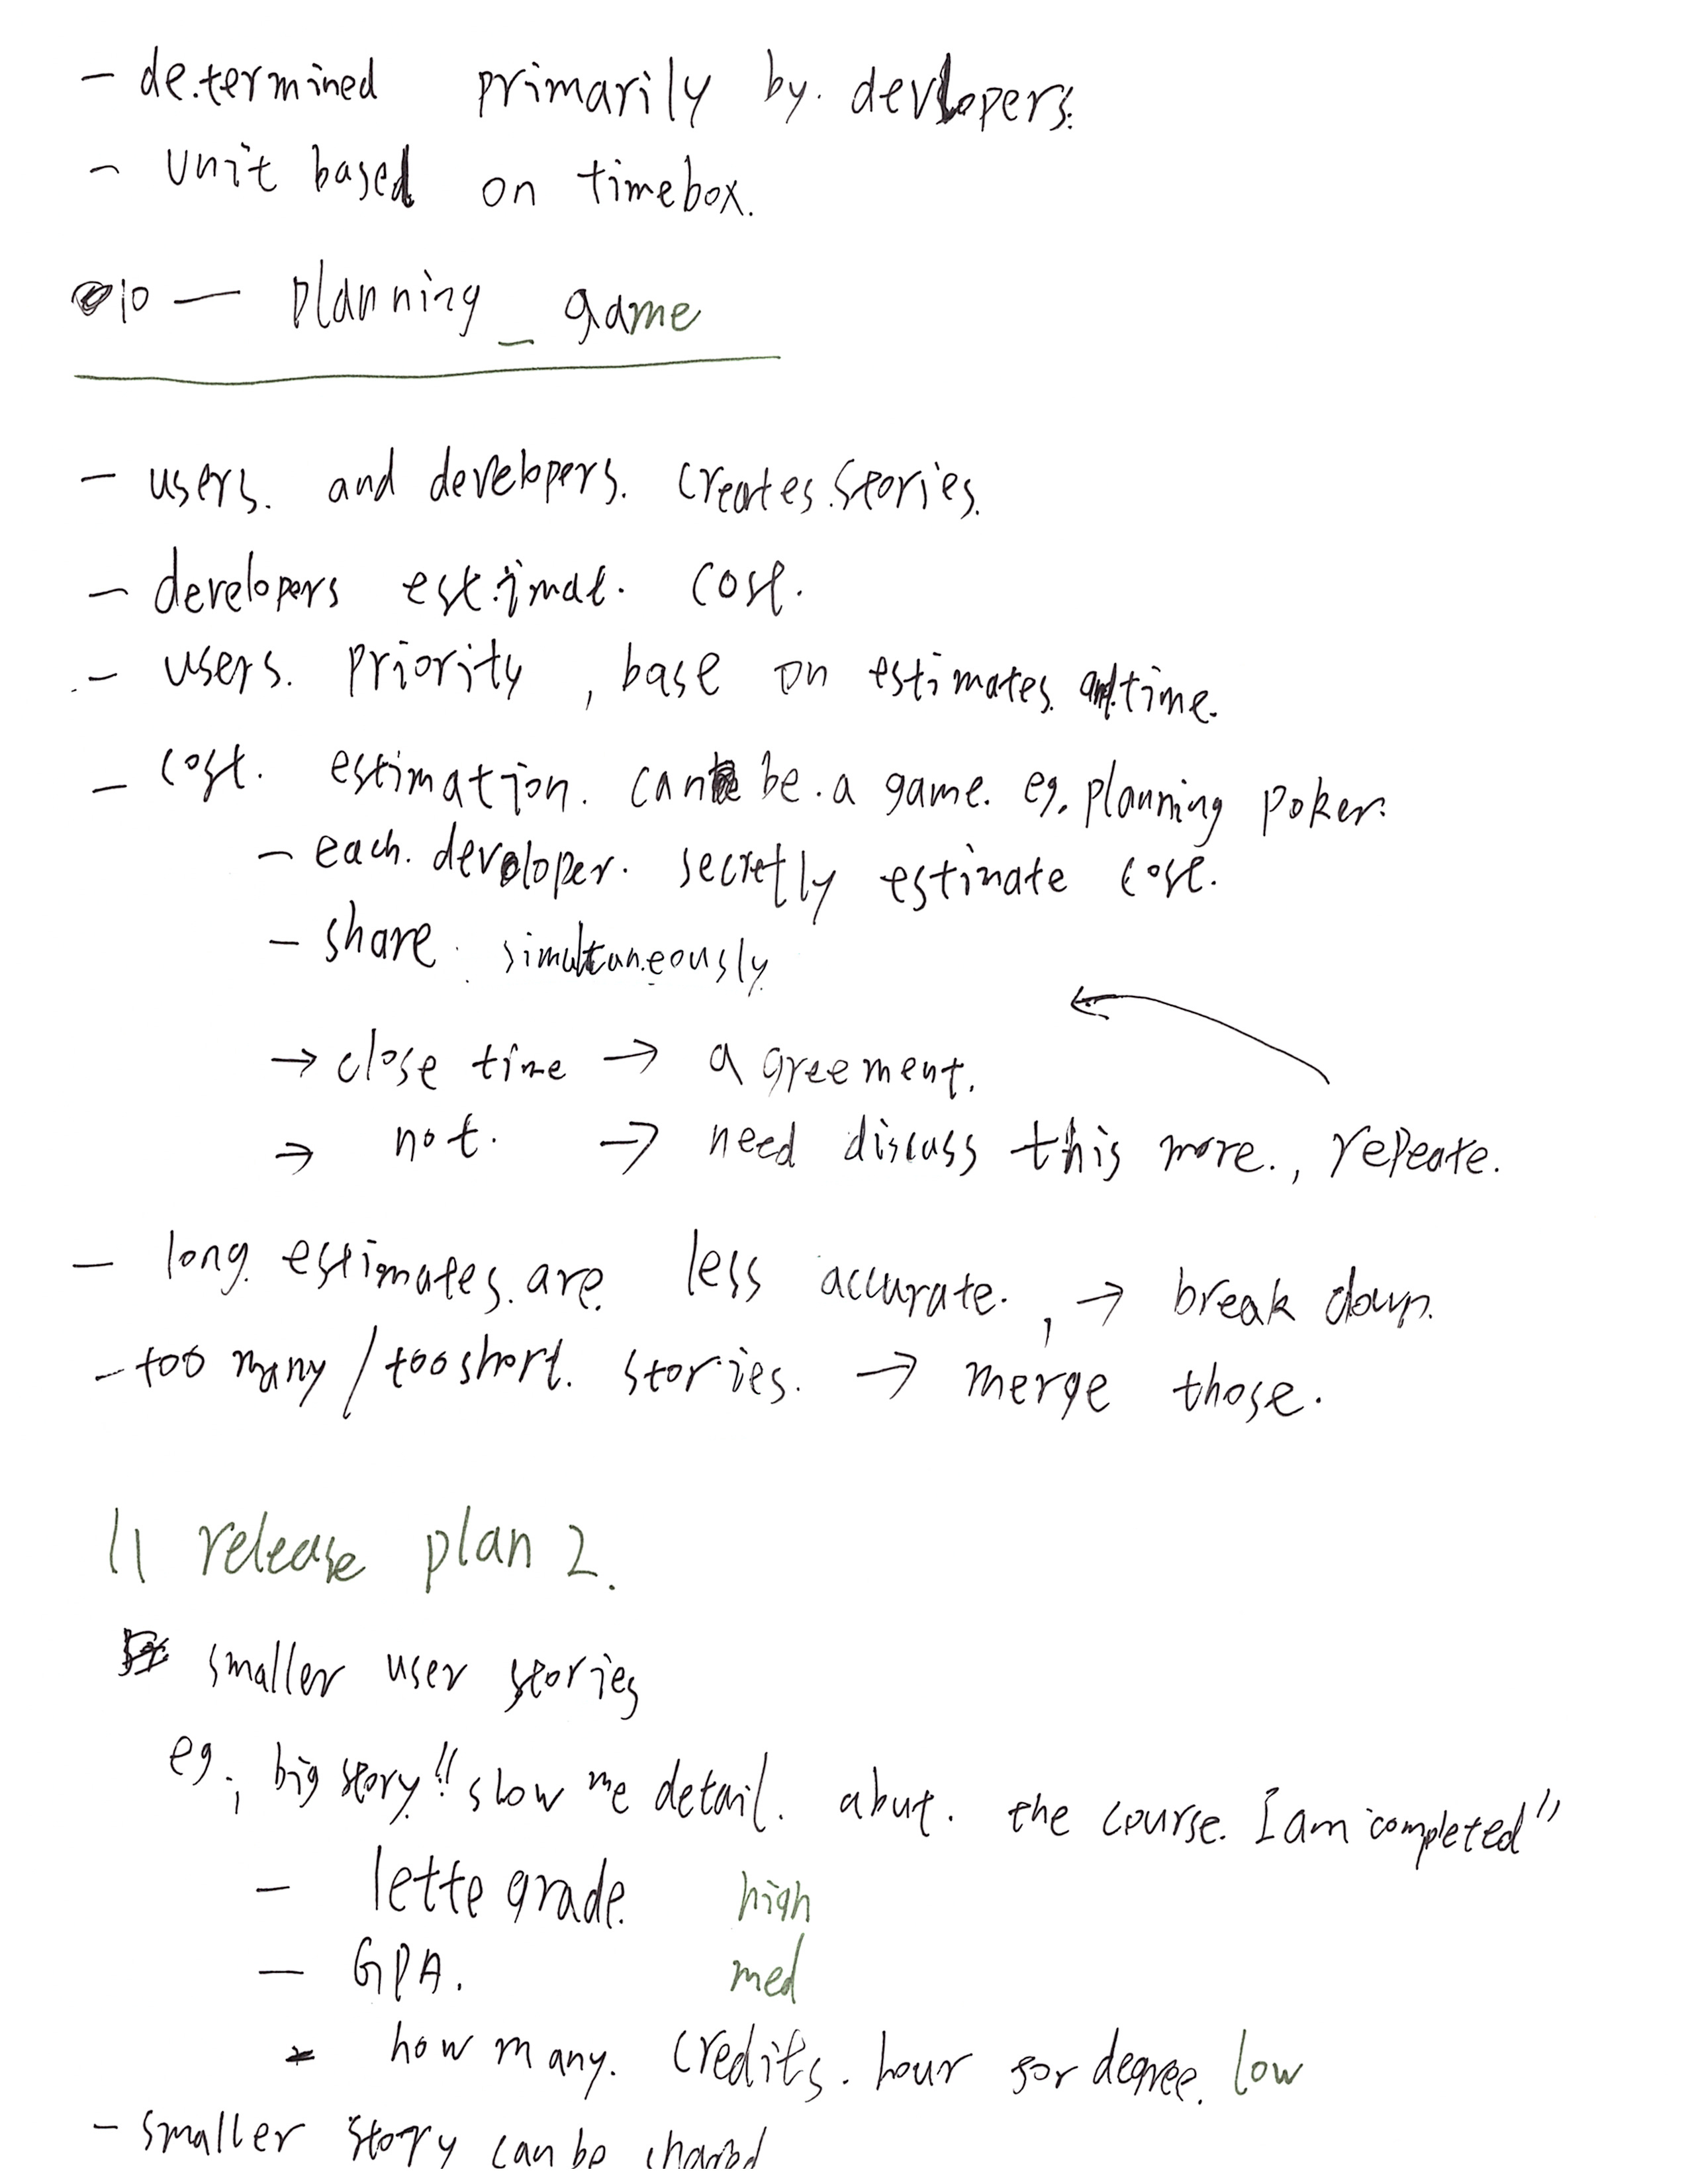 - determined primarily by. devlopers.
- unit based on timebox.
10 — planning _ game
- users. and developers. creates. stories.
- developers estimat. cost.
- users. priority, base on estimates and time.
- cost. estimation. can be. a game. eg. planning poker.
- each. developer. secretly estimate cost.
- share. simultaneously
→ close time → agreement.
→ not. → need discuss this more., repeate.
- long estimates. are. less accurate., → break down.
- too many / too short. stories. → merge those.
11 release plan 2.
smaller user stories
eg; big story "show me detail. abut. the course. I am completed"
- lette grade. high
- GPA. med
- how many. credits. hour for degree. low
- smaller story can be shared